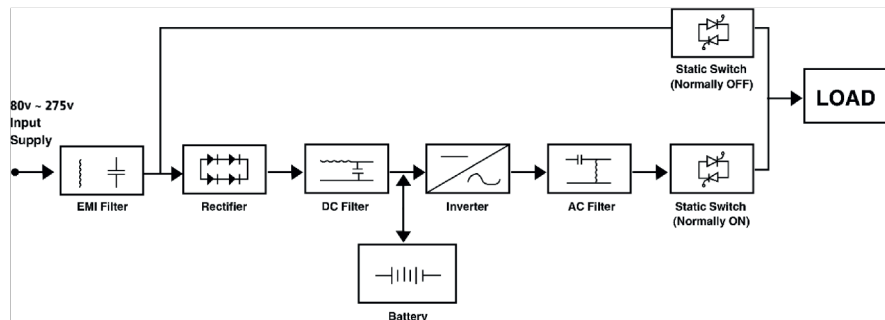 Static Switch
(Normally OFF)
80v ~ 275v
Input
Supply
LOAD
EMI Filter
Rectifier
DC Filter
Inverter
AC Filter
Static Switch
(Normally ON)
Battery